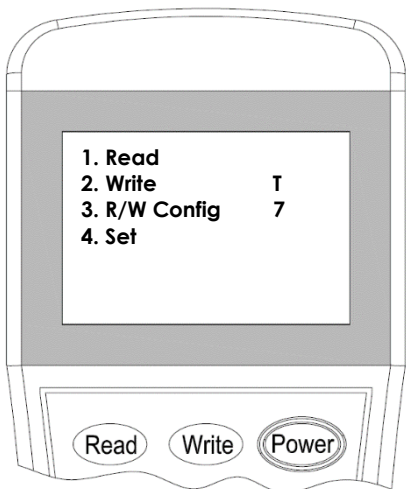 1. Read
2. Write T
3. R/W Config 7
4. Set
Read Write Power